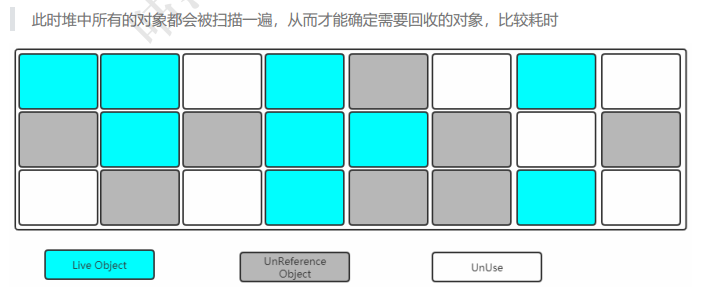 此时堆中所有的对象都会被扫描一遍，从而才能确定需要回收的对象，比较耗时
Live Object
UnReference
Object
UnUse